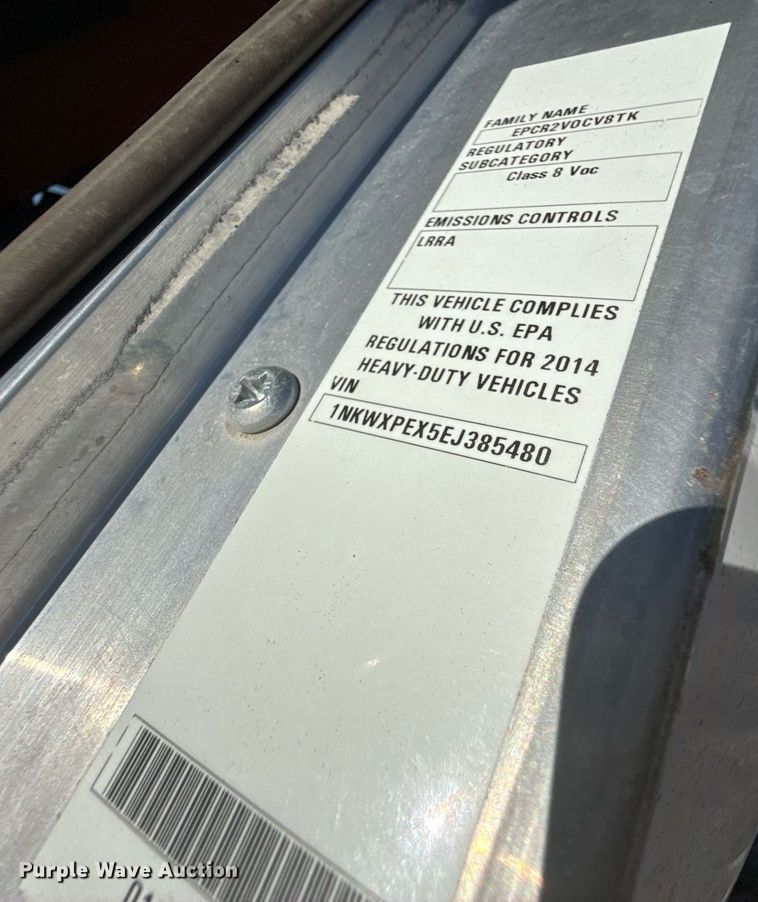 FAMILY NAME
EPCR2VOCV8TK
REGULATORY
SUBCATEGORY
Class 8 Voc
EMISSIONS CONTROLS
LRRA
THIS VEHICLE COMPLIES
WITH U.S. EPA
REGULATIONS FOR 2014
HEAVY-DUTY VEHICLES
VIN
1NKWXPEX5EJ385480
Purple Wave Auction